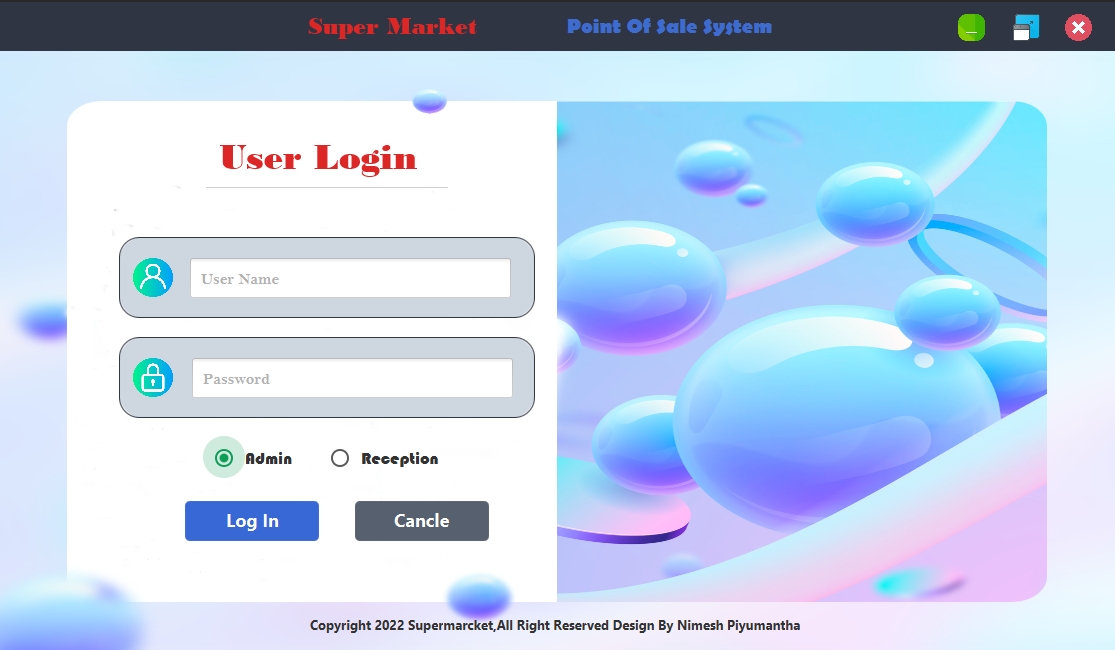 Super Market
Point Of Sale System
User Login
User Name
Password
Admin
Reception
Log In
Cancle
Copyright 2022 Supermarcket,All Right Reserved Design By Nimesh Piyumantha